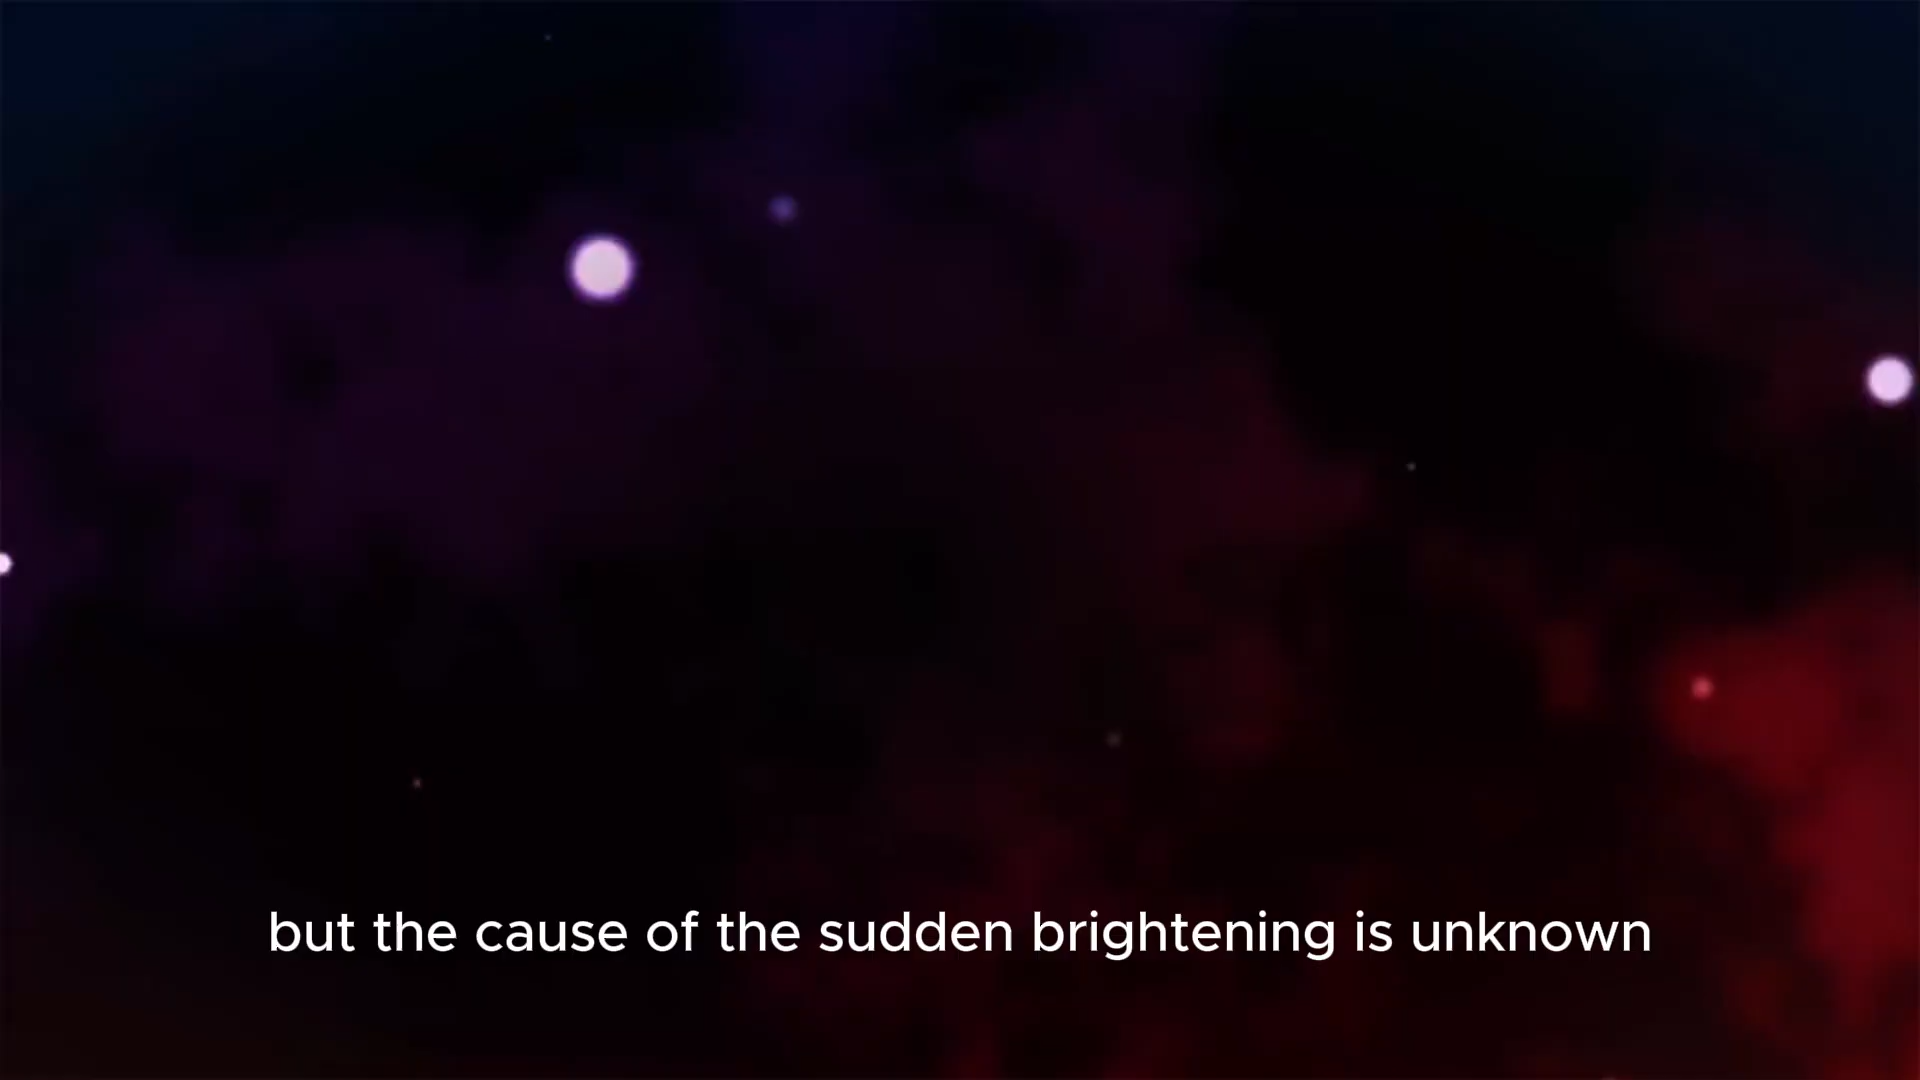 but the cause of the sudden brightening is unknown